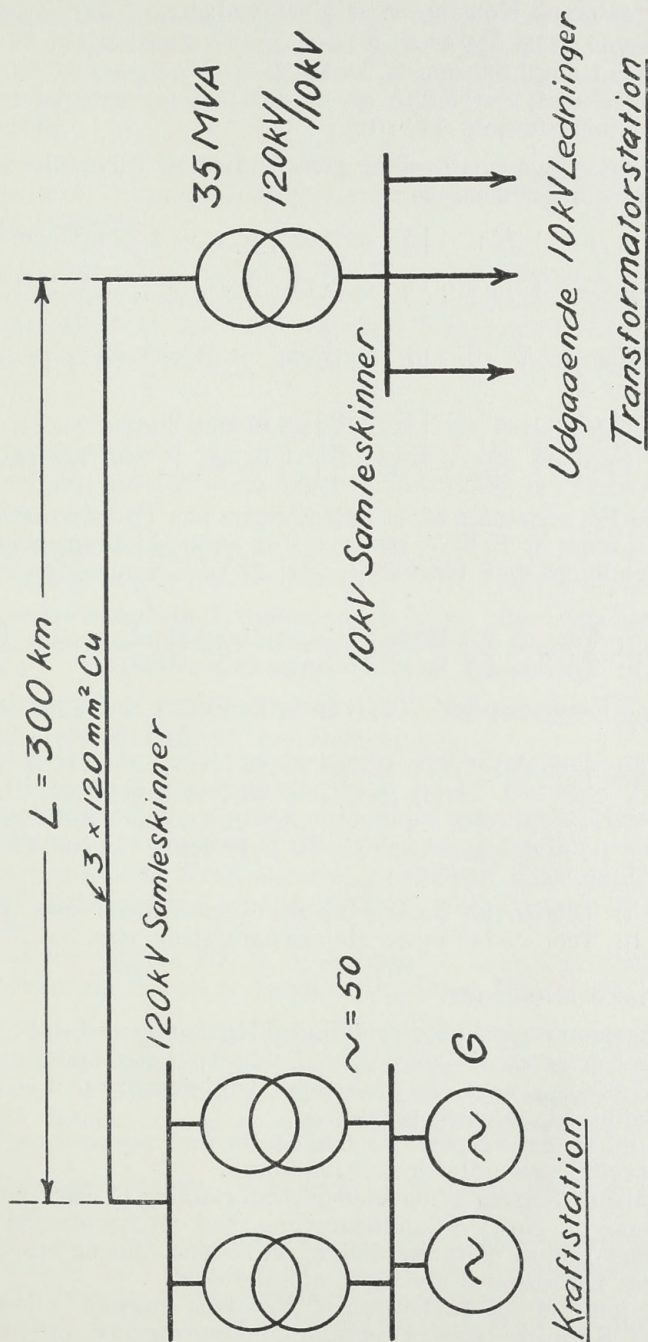 L = 300 km
3 × 120 mm² Cu
120kV Samleskinner
35 MVA
120kV/10kV
~ = 50
10kV Samleskinner
~
~
G
Kraftstation
Udgaaende 10kV Ledninger
Transformatorstation